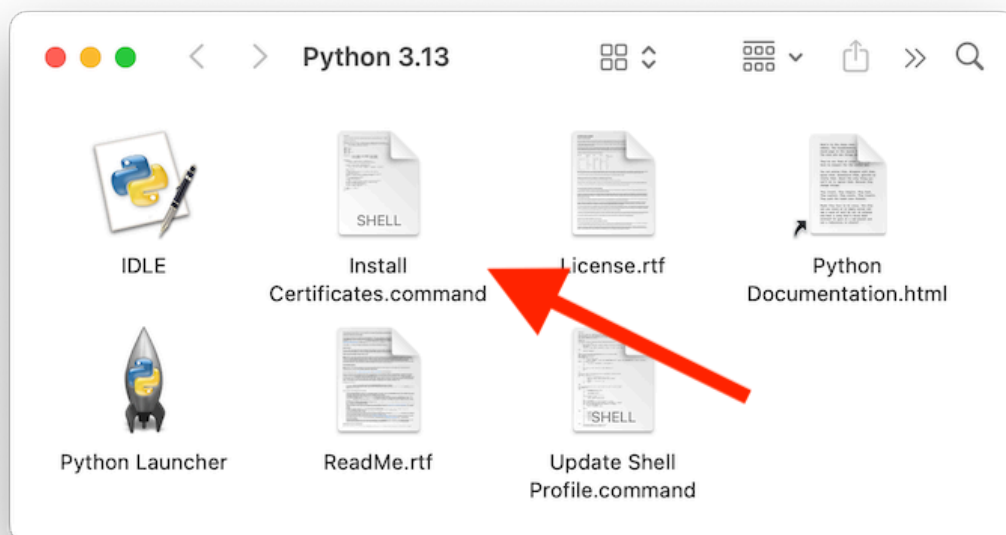 Python 3.13
SHELL
IDLE
Install
Certificates.command
License.rtf
Python
Documentation.html
SHELL
Python Launcher
ReadMe.rtf
Update Shell
Profile.command